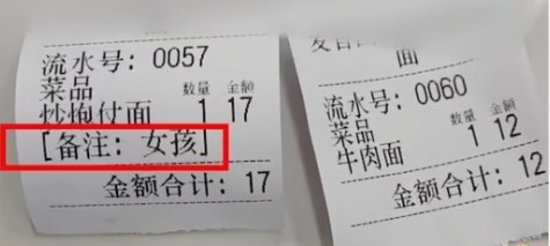 流水号: 0057
菜品 数量 金额
炒炮付面 1 17
[备注: 女孩]
金额合计: 17
面
流水号: 0060
菜品 数量 金额
牛肉面 1 12
金额合计: 12